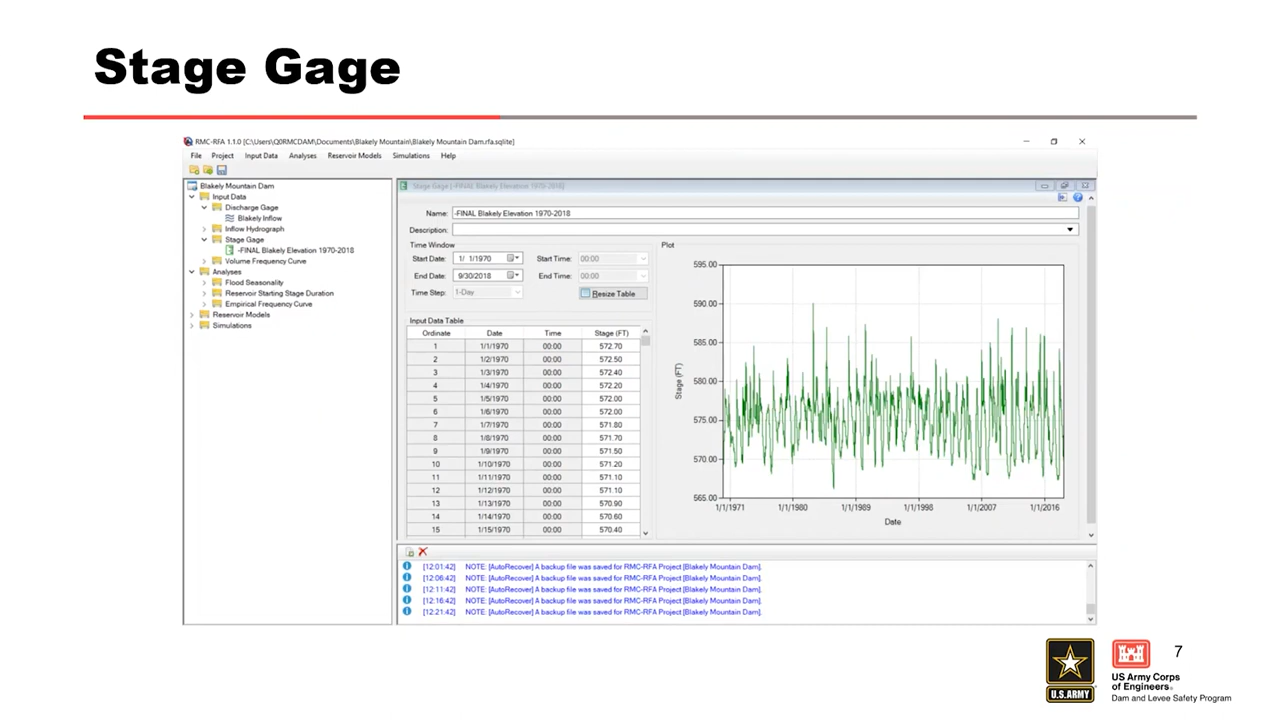 Stage Gage
RMC-RFA 1.1.0 [C:\Users\Q0RMCDAM\Documents\Blakely Mountain\Blakely Mountain Dam.rfa.sqlite]
File Project Input Data Analyses Reservoir Models Simulations Help
Blakely Mountain Dam
Input Data
Discharge Gage
Blakely Inflow
Inflow Hydrograph
Stage Gage
-FINAL Blakely Elevation 1970-2018
Volume Frequency Curve
Analyses
Flood Seasonality
Reservoir Starting Stage Duration
Empirical Frequency Curve
Reservoir Models
Simulations
Stage Gage [-FINAL Blakely Elevation 1970-2018]
Name: -FINAL Blakely Elevation 1970-2018
Description:
Time Window
Start Date: 1/ 1/1970 Start Time: 00:00
End Date: 9/30/2018 End Time: 00:00
Time Step: 1-Day Resize Table
Input Data Table
Ordinate Date Time Stage (FT)
1 1/1/1970 00:00 572.70
2 1/2/1970 00:00 572.50
3 1/3/1970 00:00 572.40
4 1/4/1970 00:00 572.20
5 1/5/1970 00:00 572.00
6 1/6/1970 00:00 572.00
7 1/7/1970 00:00 571.80
8 1/8/1970 00:00 571.70
9 1/9/1970 00:00 571.50
10 1/10/1970 00:00 571.20
11 1/11/1970 00:00 571.10
12 1/12/1970 00:00 571.10
13 1/13/1970 00:00 570.90
14 1/14/1970 00:00 570.60
15 1/15/1970 00:00 570.40
Plot
595.00
590.00
585.00
580.00
575.00
570.00
565.00
Stage (FT)
1/1/1971 1/1/1980 1/1/1989 1/1/1998 1/1/2007 1/1/2016
Date
[12:01:42] NOTE: [AutoRecover] A backup file was saved for RMC-RFA Project [Blakely Mountain Dam].
[12:06:42] NOTE: [AutoRecover] A backup file was saved for RMC-RFA Project [Blakely Mountain Dam].
[12:11:42] NOTE: [AutoRecover] A backup file was saved for RMC-RFA Project [Blakely Mountain Dam].
[12:16:42] NOTE: [AutoRecover] A backup file was saved for RMC-RFA Project [Blakely Mountain Dam].
[12:21:42] NOTE: [AutoRecover] A backup file was saved for RMC-RFA Project [Blakely Mountain Dam].
U.S.ARMY
US Army Corps
of Engineers®
Dam and Levee Safety Program
7